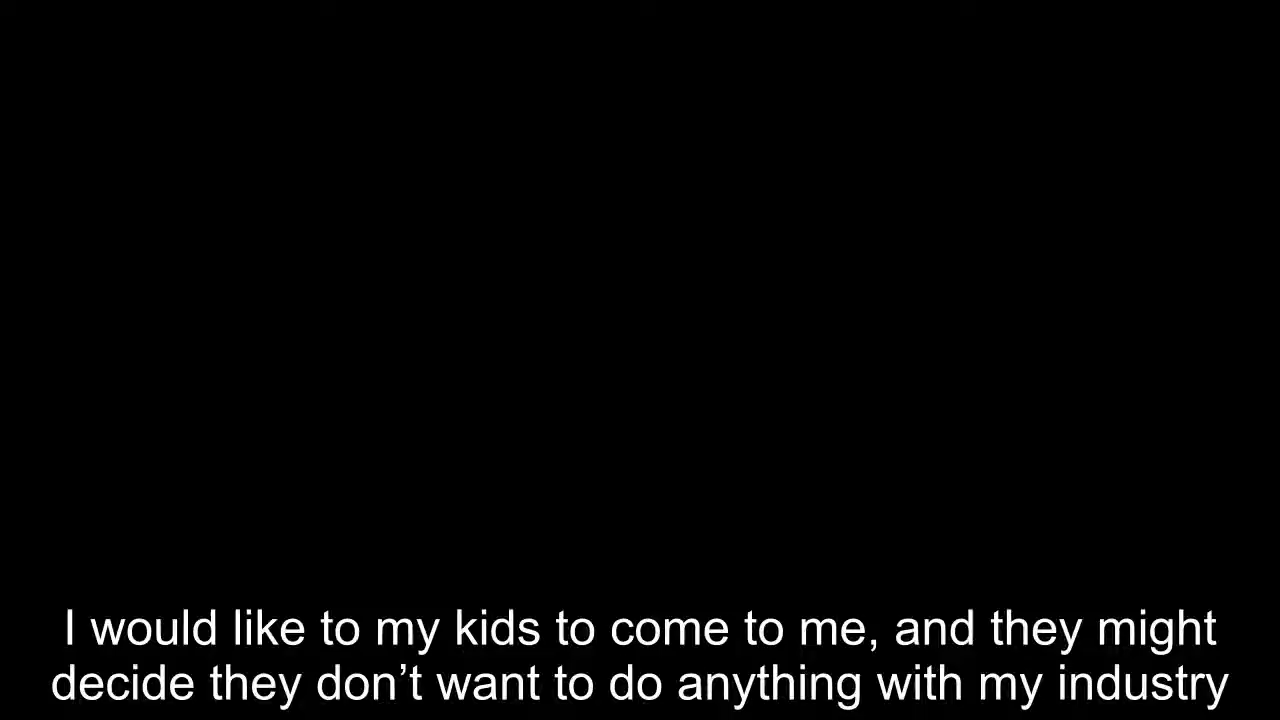 I would like to my kids to come to me, and they might
decide they don’t want to do anything with my industry